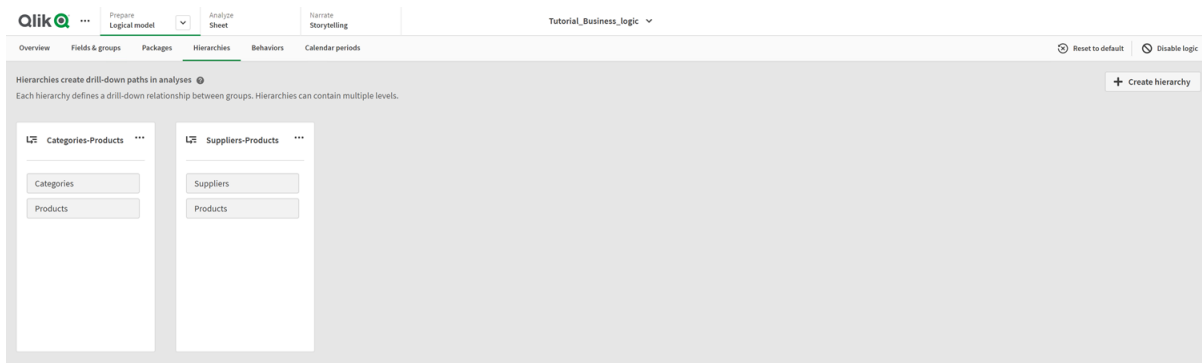 Qlik
Prepare
Logical model
Analyze
Sheet
Narrate
Storytelling
Tutorial_Business_logic
Overview Fields & groups Packages Hierarchies Behaviors Calendar periods
Reset to default Disable logic
Hierarchies create drill-down paths in analyses
Each hierarchy defines a drill-down relationship between groups. Hierarchies can contain multiple levels.
Create hierarchy
Categories-Products
Categories
Products
Suppliers-Products
Suppliers
Products